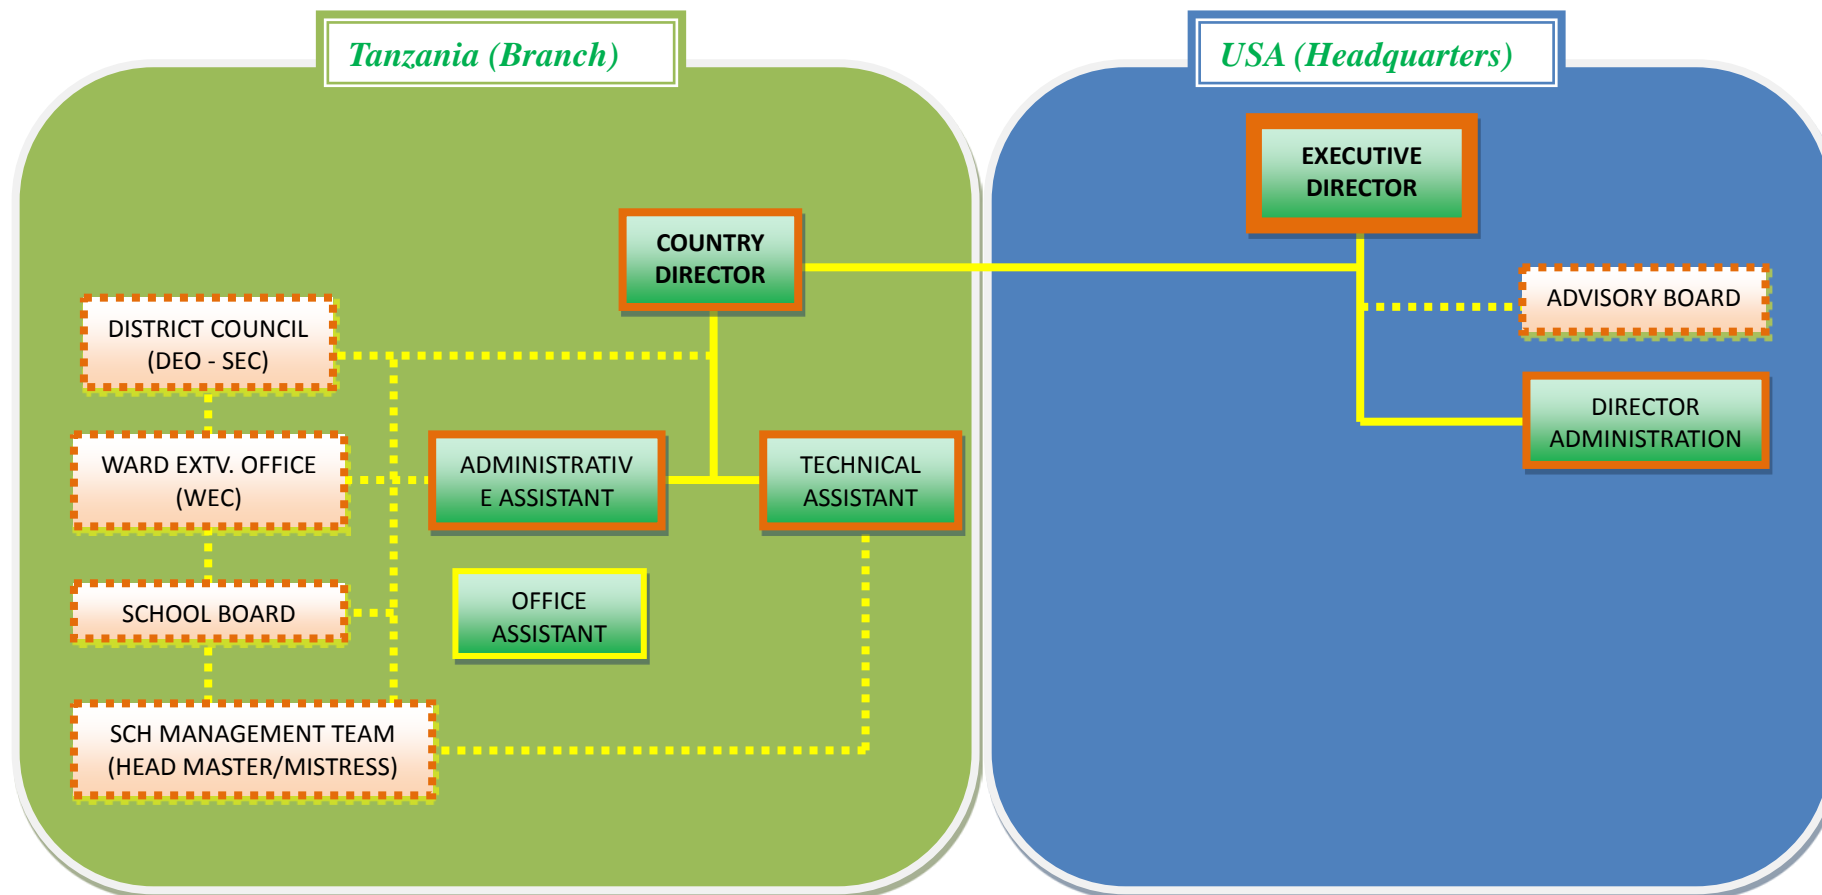 Tanzania (Branch)
USA (Headquarters)
EXECUTIVE
DIRECTOR
COUNTRY
DIRECTOR
ADVISORY BOARD
DISTRICT COUNCIL
(DEO - SEC)
DIRECTOR
ADMINISTRATION
WARD EXTV. OFFICE
(WEC)
ADMINISTRATIV
E ASSISTANT
TECHNICAL
ASSISTANT
SCHOOL BOARD
OFFICE
ASSISTANT
SCH MANAGEMENT TEAM
(HEAD MASTER/MISTRESS)